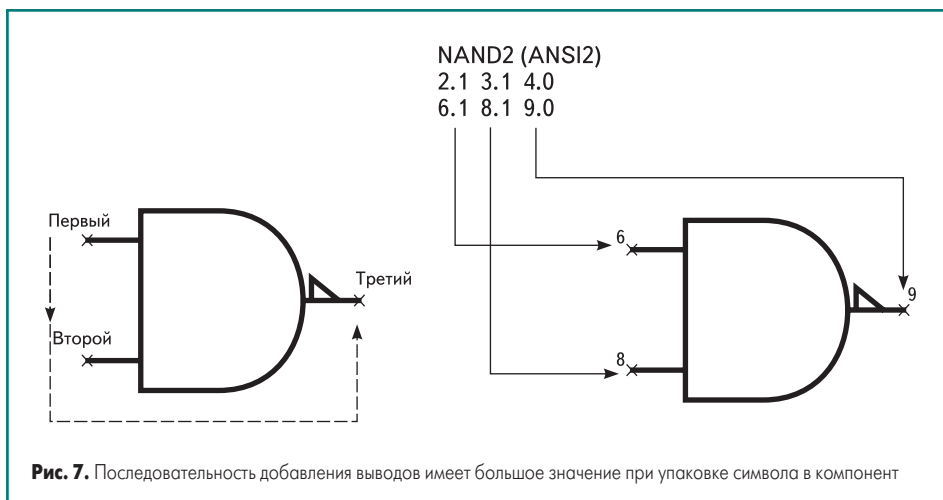 NAND2 (ANSI2)
2.1 3.1 4.0
6.1 8.1 9.0
Первый
Второй
Третий
6
8
9
Рис. 7. Последовательность добавления выводов имеет большое значение при упаковке символа в компонент